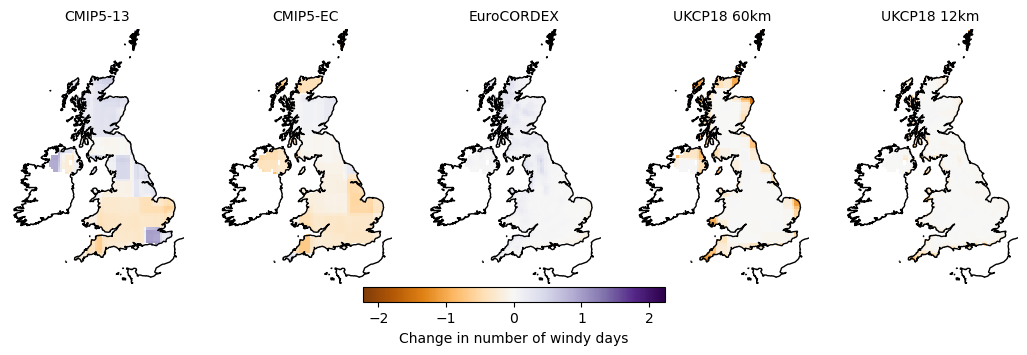 CMIP5-13 CMIP5-EC EuroCORDEX UKCP18 60km UKCP18 12km
−2 −1 0 1 2
Change in number of windy days